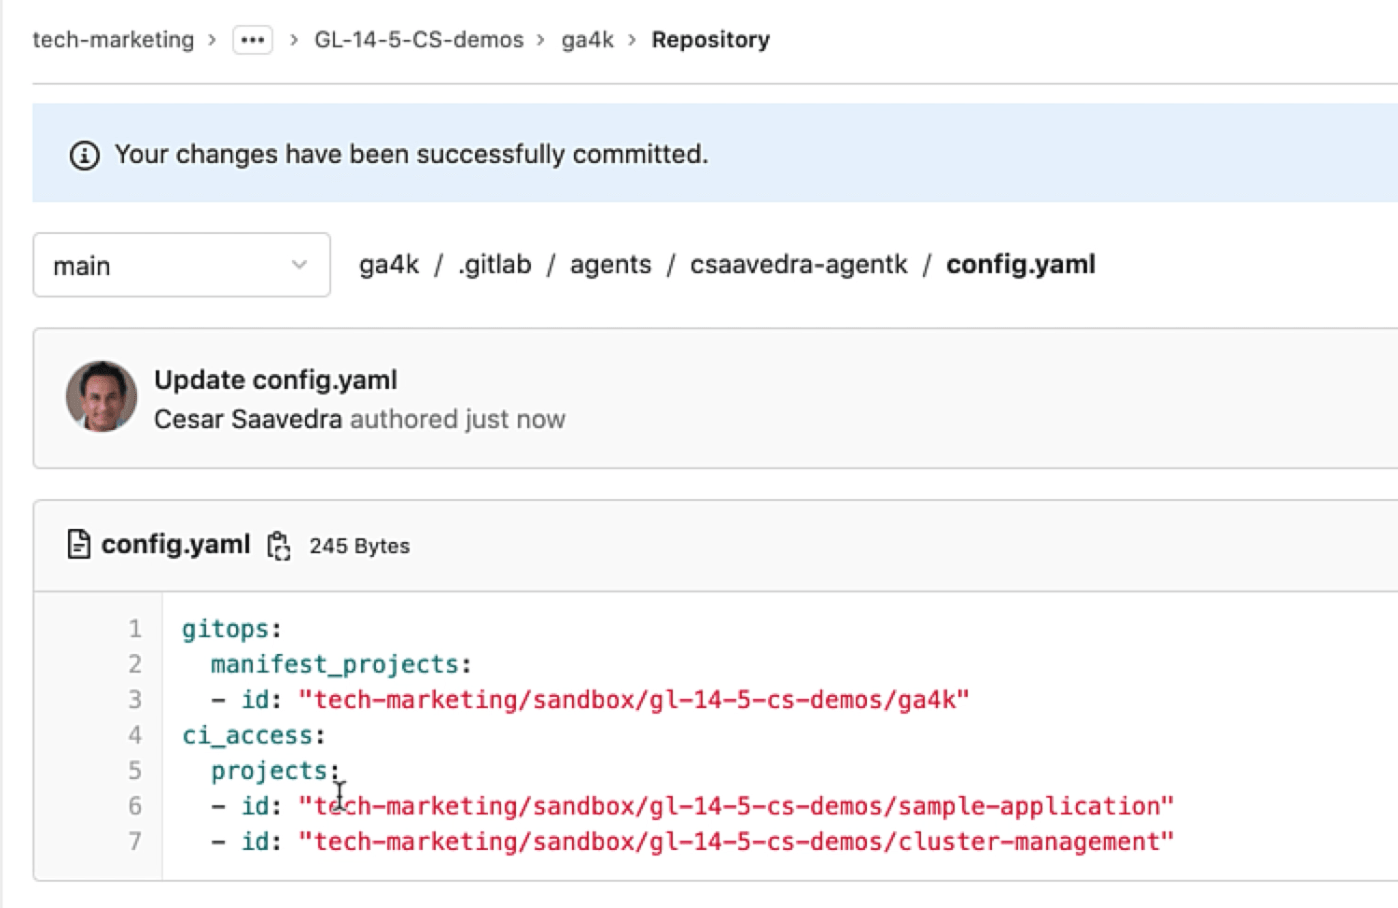 tech-marketing > ••• > GL-14-5-CS-demos > ga4k > Repository
Your changes have been successfully committed.
main
ga4k / .gitlab / agents / csaavedra-agentk / config.yaml
Update config.yaml
Cesar Saavedra authored just now
config.yaml 245 Bytes
1 gitops:
2 manifest_projects:
3 - id: "tech-marketing/sandbox/gl-14-5-cs-demos/ga4k"
4 ci_access:
5 projects:
6 - id: "tech-marketing/sandbox/gl-14-5-cs-demos/sample-application"
7 - id: "tech-marketing/sandbox/gl-14-5-cs-demos/cluster-management"